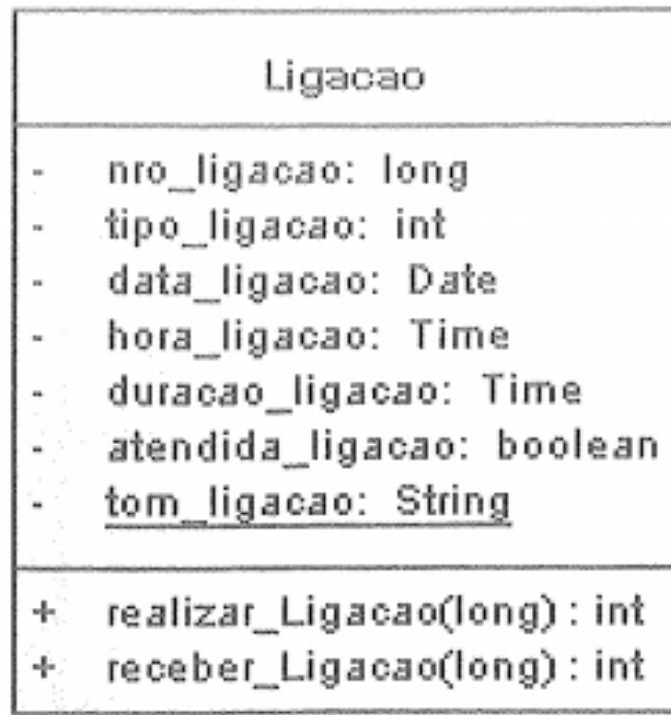 Ligacao
- nro_ligacao: long
- tipo_ligacao: int
- data_ligacao: Date
- hora_ligacao: Time
- duracao_ligacao: Time
- atendida_ligacao: boolean
- tom_ligacao: String
+ realizar_Ligacao(long) : int
+ receber_Ligacao(long) : int